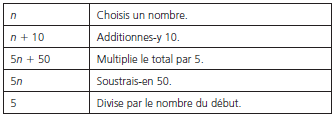 n Choisis un nombre.
n + 10 Additionnes-y 10.
5n + 50 Multiplie le total par 5.
5n Soustrais-en 50.
5 Divise par le nombre du début.